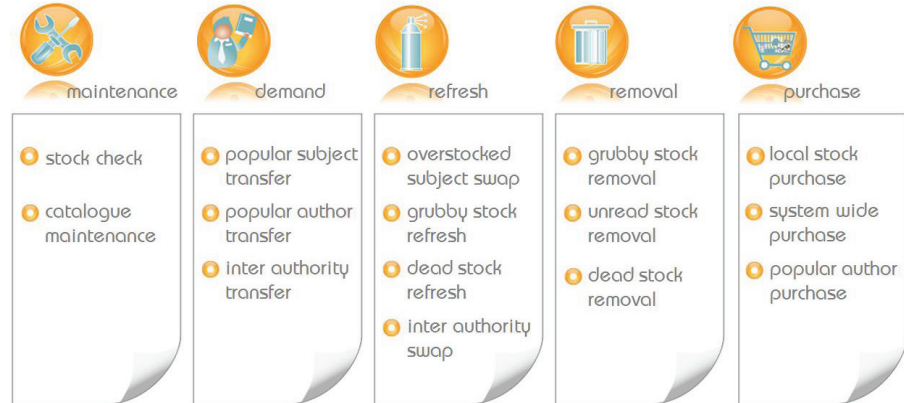 maintenance
stock check
catalogue
maintenance
demand
popular subject
transfer
popular author
transfer
inter authority
transfer
refresh
overstocked
subject swap
grubby stock
refresh
dead stock
refresh
inter authority
swap
removal
grubby stock
removal
unread stock
removal
dead stock
removal
purchase
local stock
purchase
system wide
purchase
popular author
purchase